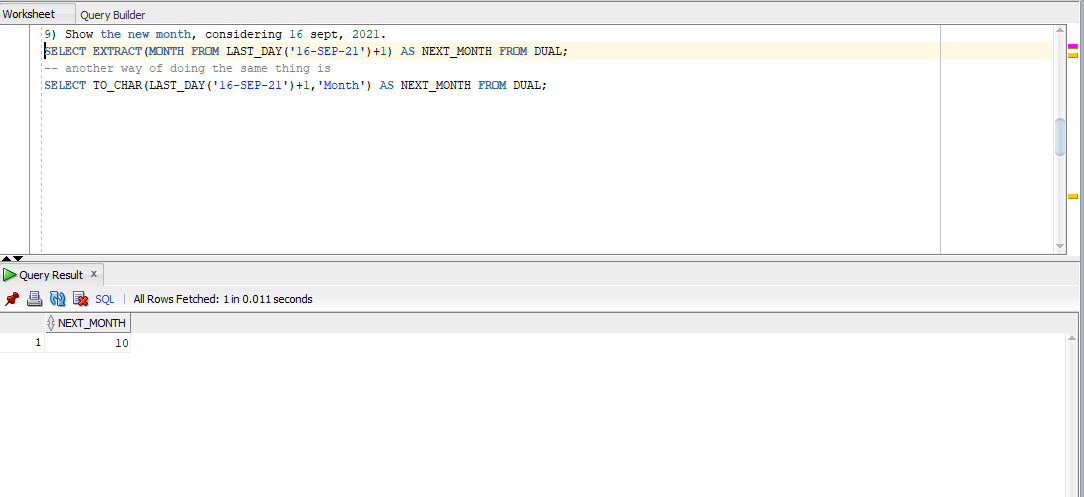 Worksheet Query Builder
9) Show the new month, considering 16 sept, 2021.
SELECT EXTRACT(MONTH FROM LAST_DAY('16-SEP-21')+1) AS NEXT_MONTH FROM DUAL;
-- another way of doing the same thing is
SELECT TO_CHAR(LAST_DAY('16-SEP-21')+1,'Month') AS NEXT_MONTH FROM DUAL;
Query Result x
SQL | All Rows Fetched: 1 in 0.011 seconds
NEXT_MONTH
1 10